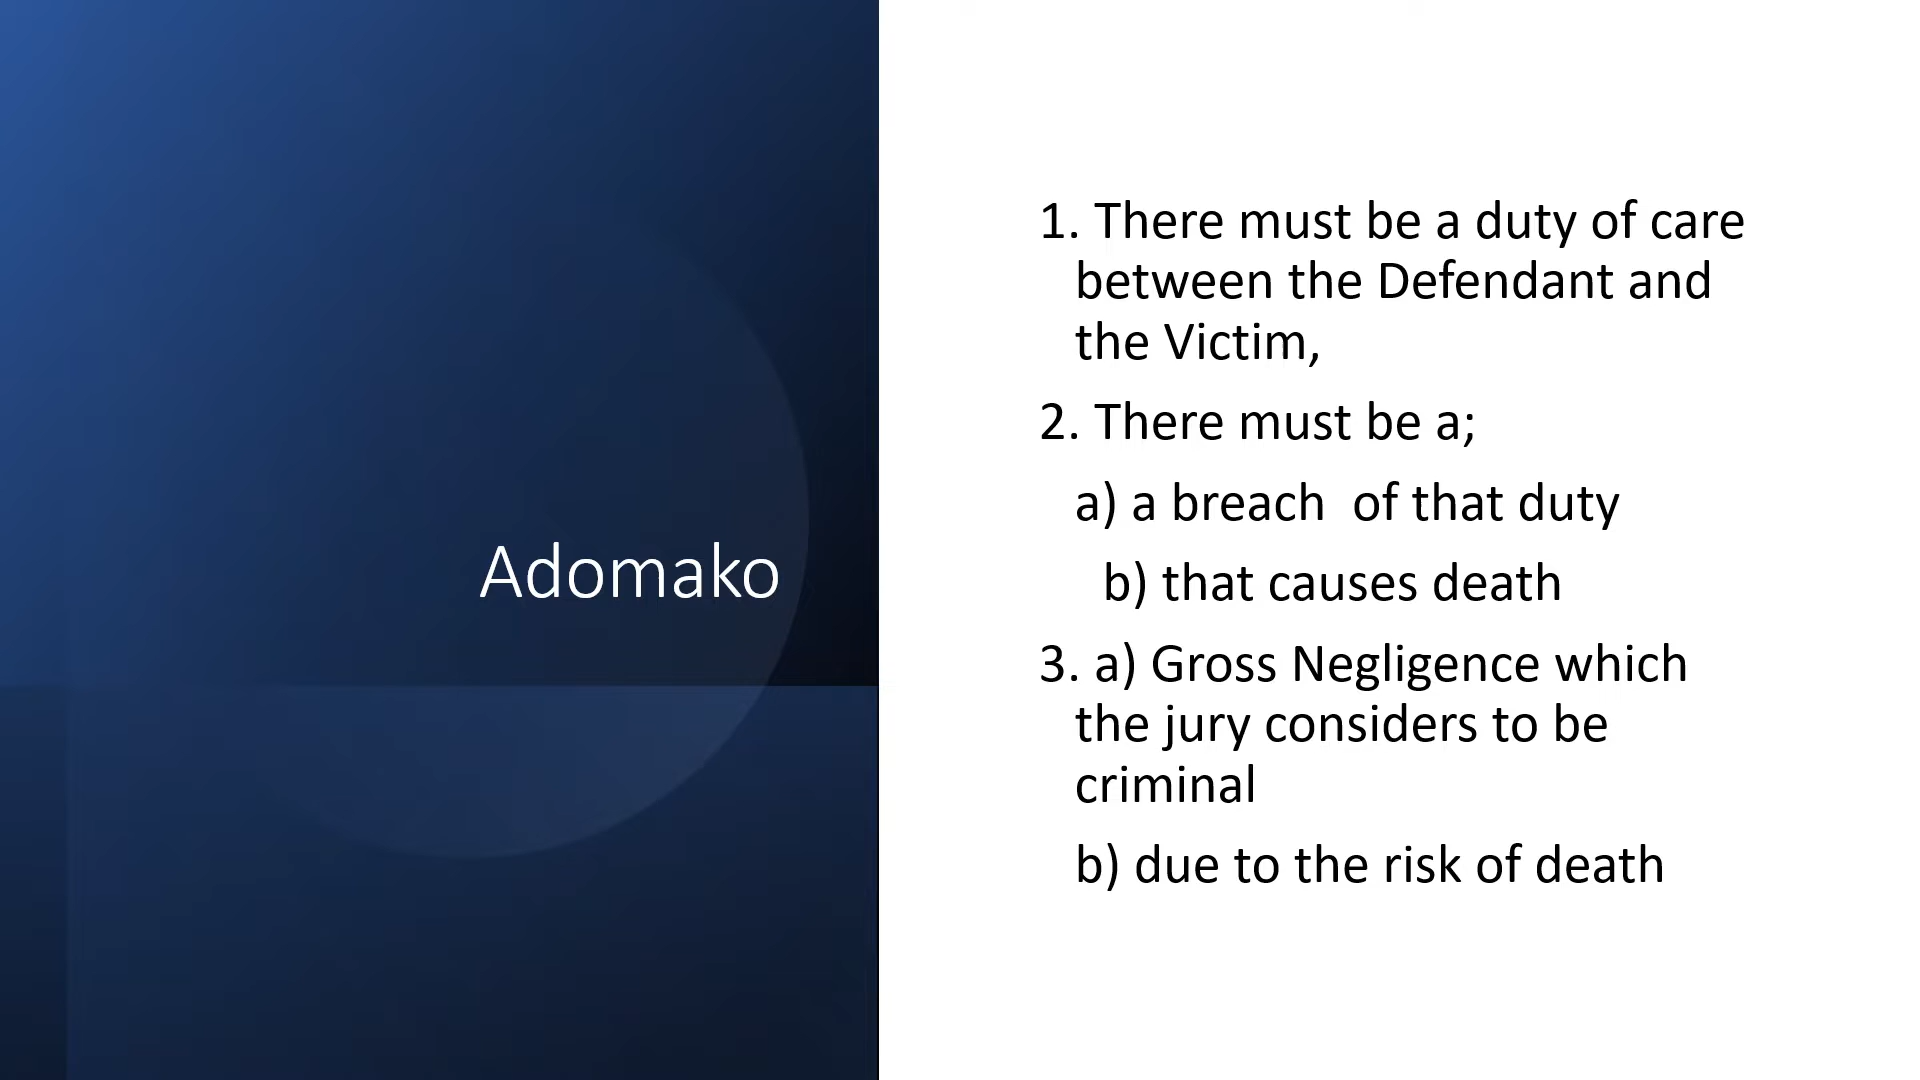 Adomako
1. There must be a duty of care
between the Defendant and
the Victim,
2. There must be a;
a) a breach  of that duty
b) that causes death
3. a) Gross Negligence which
the jury considers to be
criminal
b) due to the risk of death